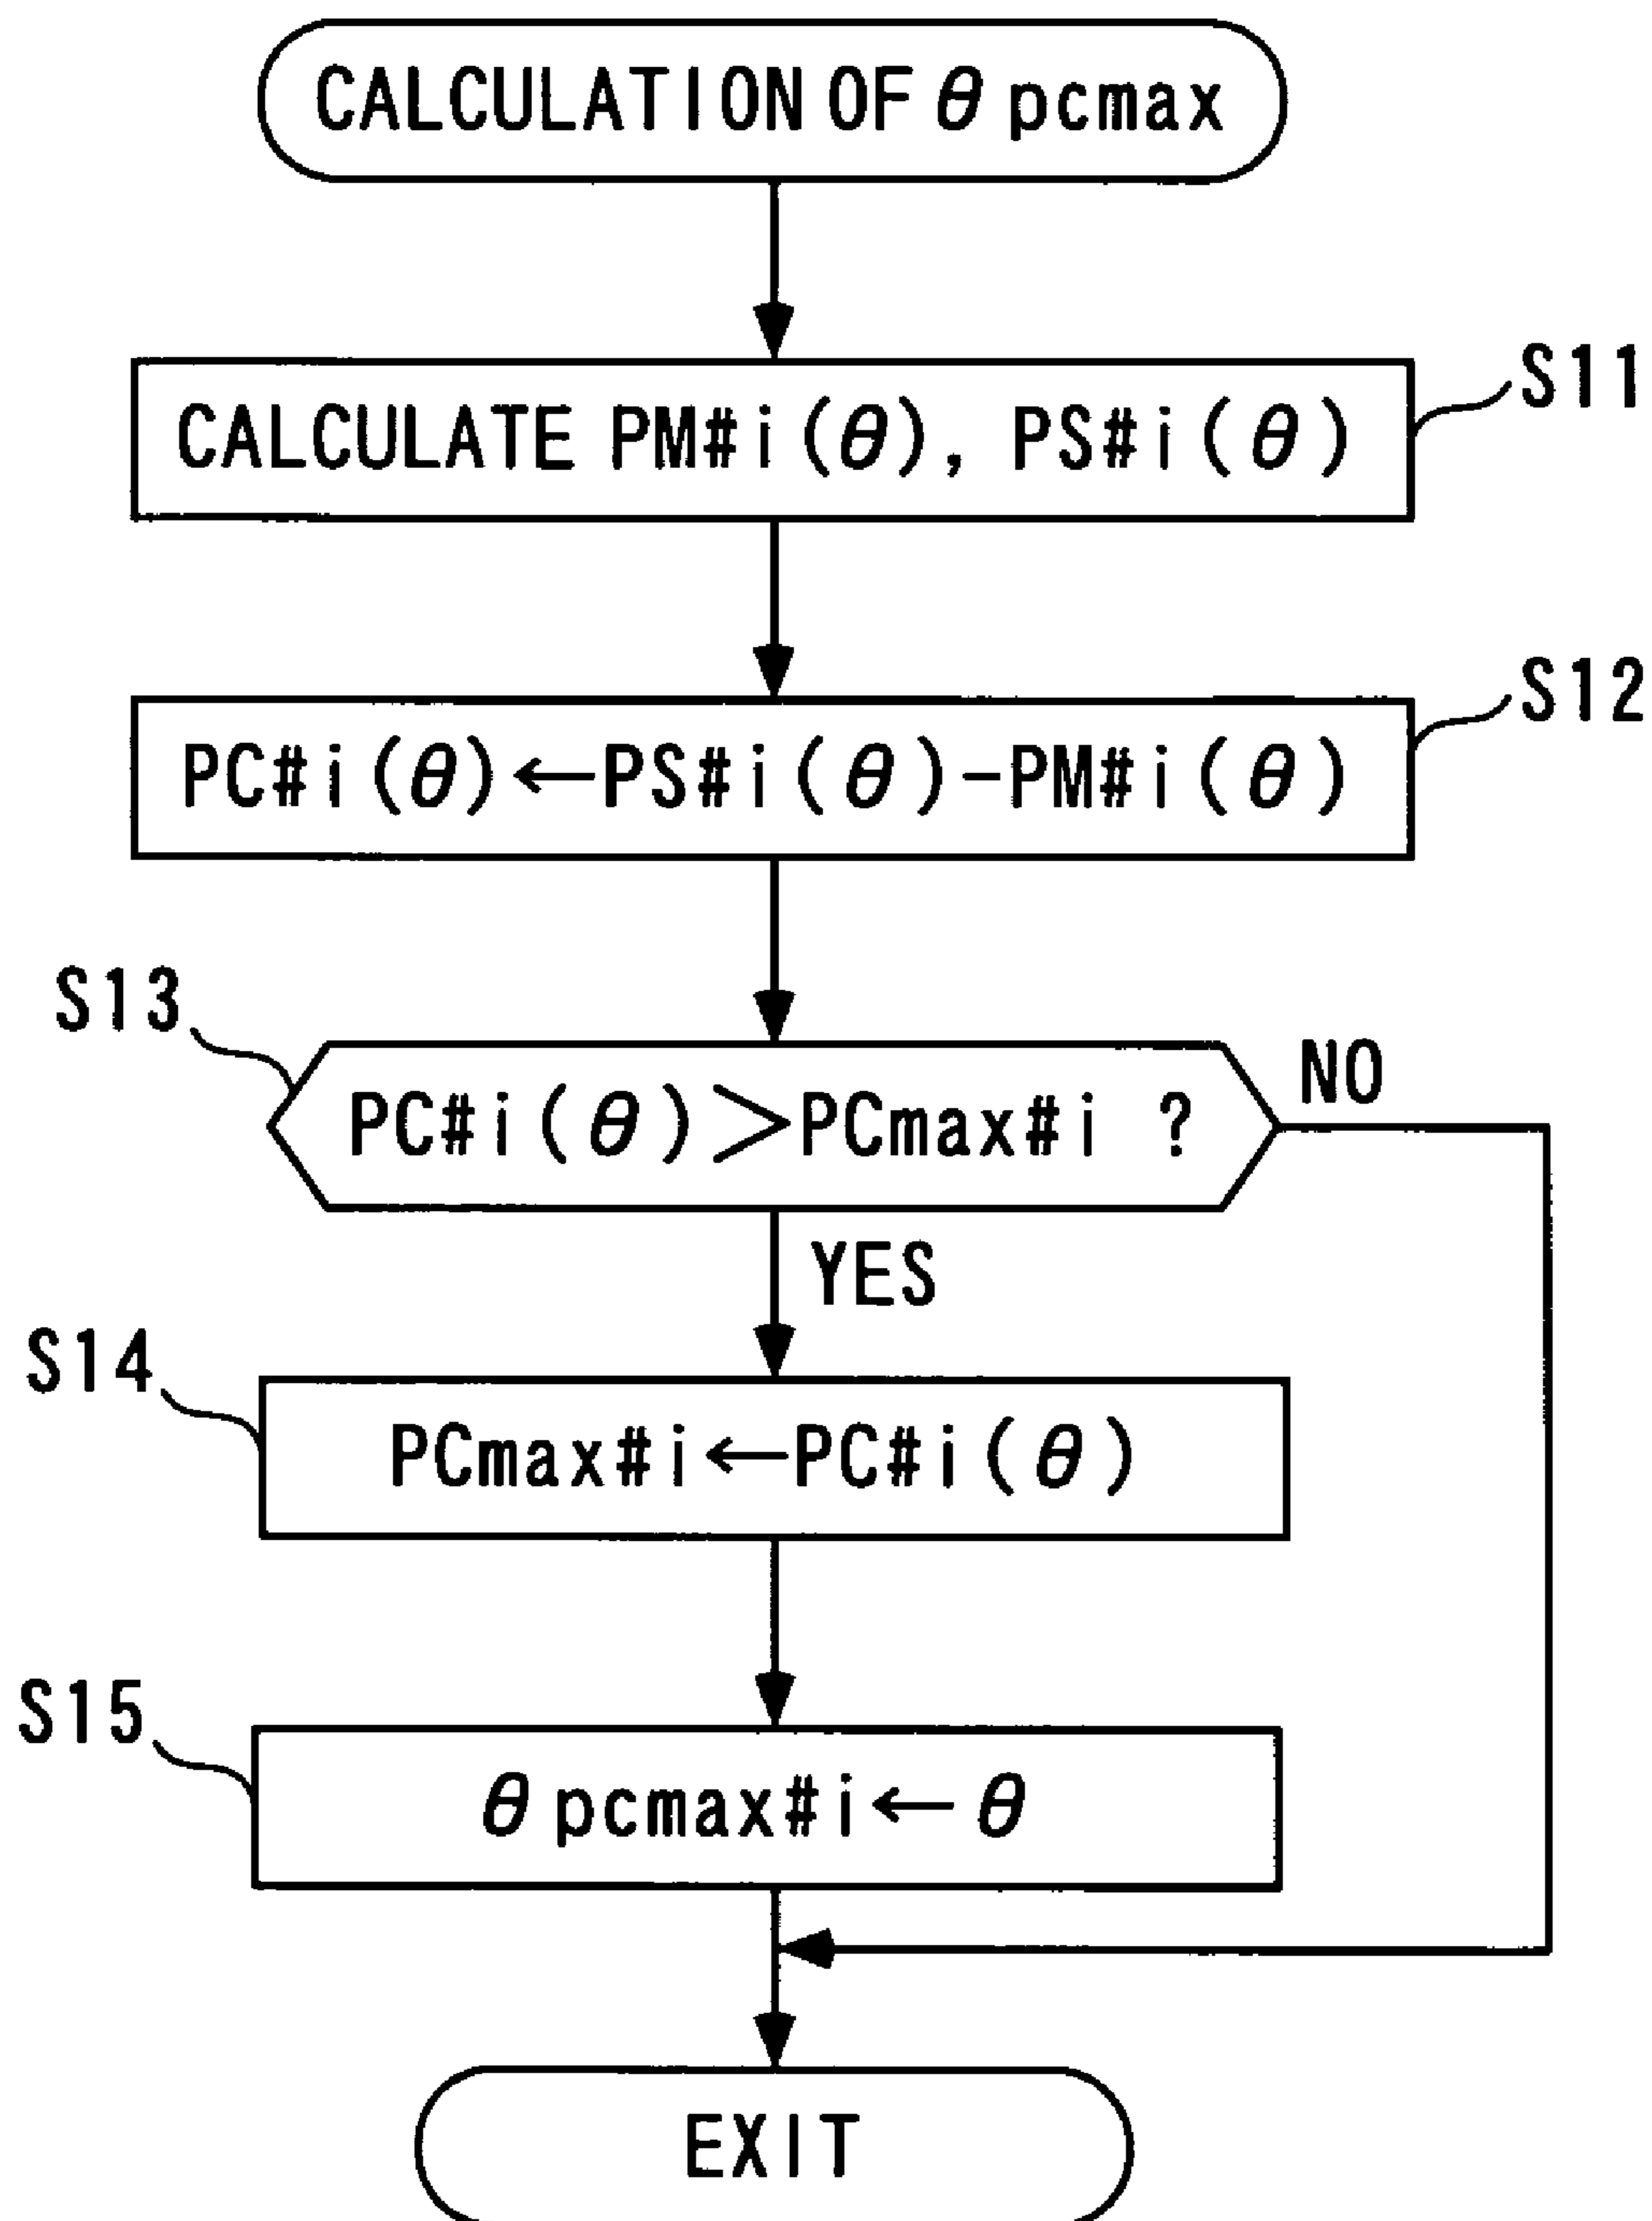 CALCULATION OF θ pcmax
S11
CALCULATE PM#i(θ), PS#i(θ)
S12
PC#i(θ)←PS#i(θ)-PM#i(θ)
S13
PC#i(θ)>PCmax#i ?
NO
YES
S14
PCmax#i←PC#i(θ)
S15
θ pcmax#i←θ
EXIT